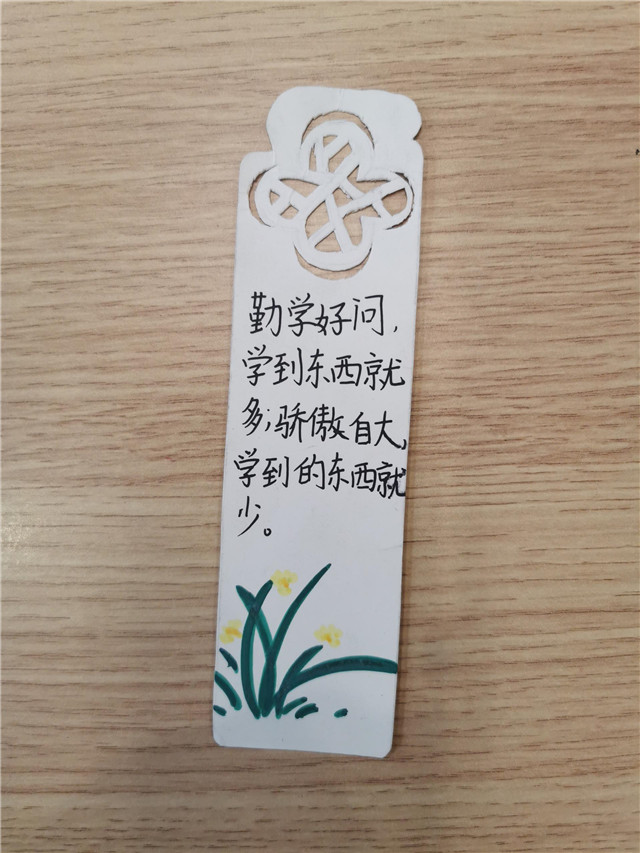 勤学好问，
学到东西就
多；骄傲自大，
学到的东西就
少。